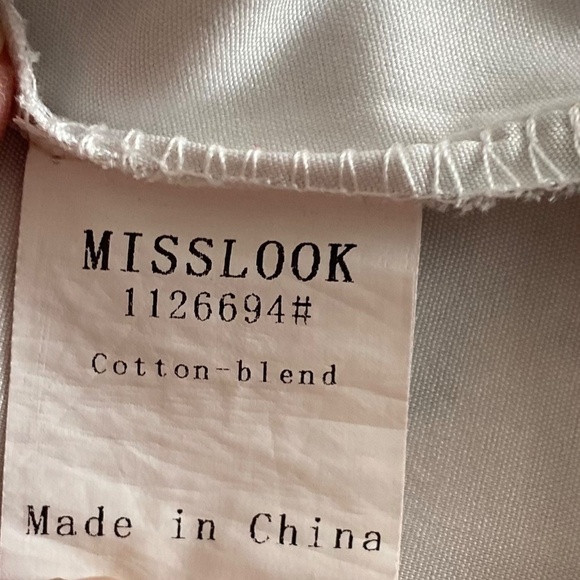 MISSLOOK
1126694#
Cotton-blend
Made in China